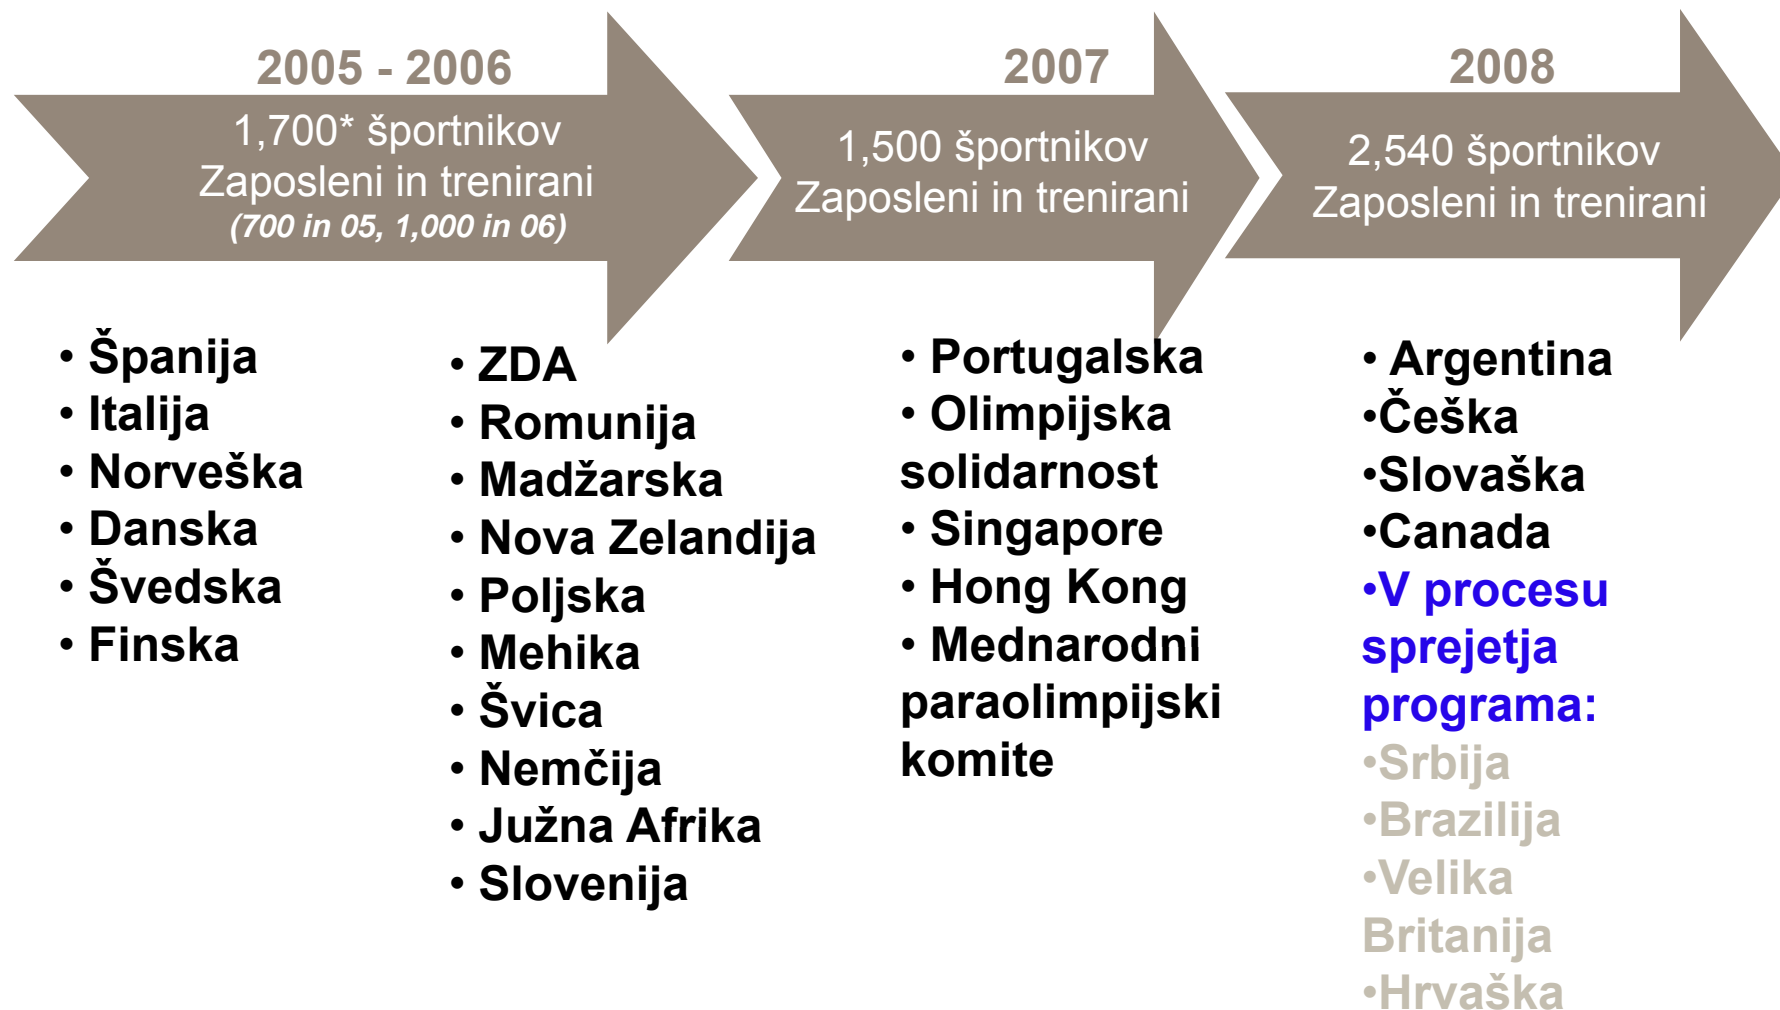 2005 - 2006
1,700* športnikov
Zaposleni in trenirani
(700 in 05, 1,000 in 06)
2007
1,500 športnikov
Zaposleni in trenirani
2008
2,540 športnikov
Zaposleni in trenirani
• Španija
• Italija
• Norveška
• Danska
• Švedska
• Finska
• ZDA
• Romunija
• Madžarska
• Nova Zelandija
• Poljska
• Mehika
• Švica
• Nemčija
• Južna Afrika
• Slovenija
• Portugalska
• Olimpijska
solidarnost
• Singapore
• Hong Kong
• Mednarodni
paraolimpijski
komite
• Argentina
•Češka
•Slovaška
•Canada
•V procesu
sprejetja
programa:
•Srbija
•Brazilija
•Velika
Britanija
•Hrvaška